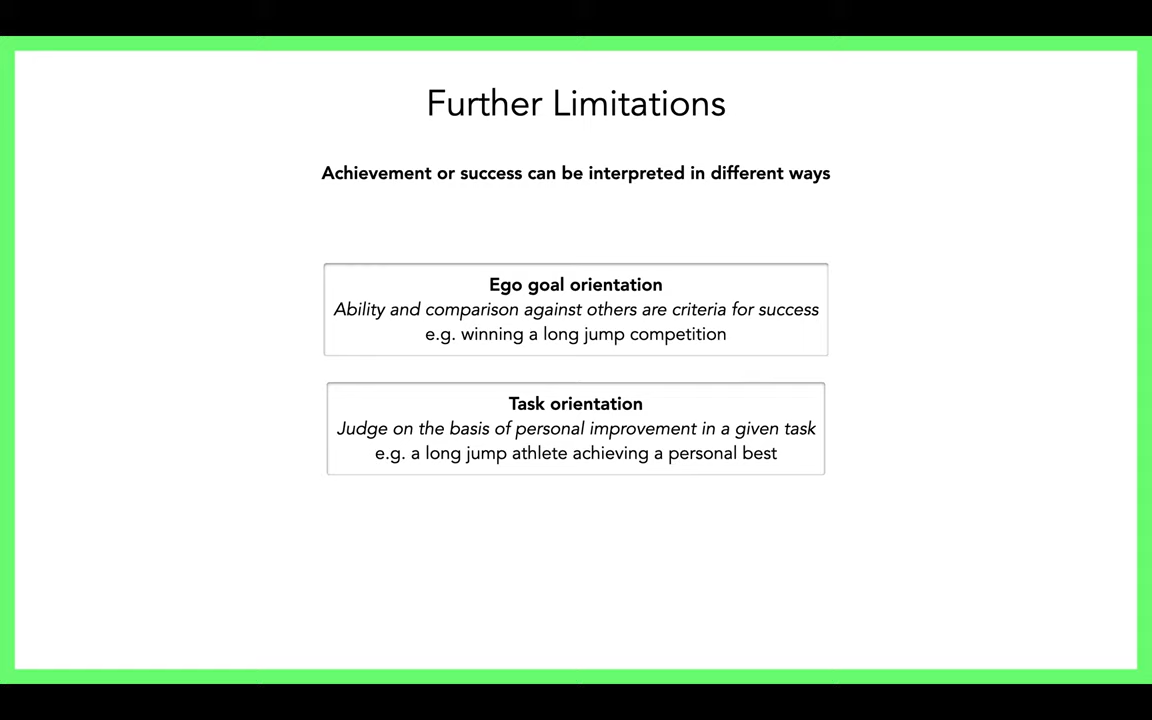 Further Limitations
Achievement or success can be interpreted in different ways
Ego goal orientation
Ability and comparison against others are criteria for success
e.g. winning a long jump competition
Task orientation
Judge on the basis of personal improvement in a given task
e.g. a long jump athlete achieving a personal best